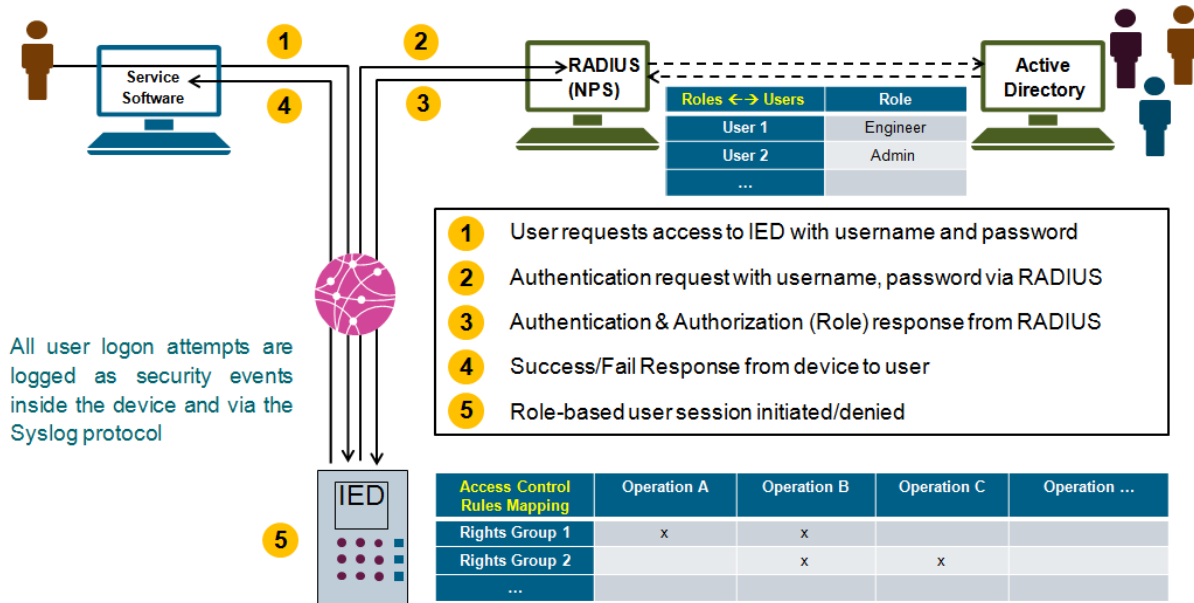 1
2
Service
Software
4
3
RADIUS
(NPS)
Active
Directory
Roles ←→ Users Role
User 1 Engineer
User 2 Admin
...
1 User requests access to IED with username and password
2 Authentication request with username, password via RADIUS
3 Authentication & Authorization (Role) response from RADIUS
4 Success/Fail Response from device to user
5 Role-based user session initiated/denied
All user logon attempts are
logged as security events
inside the device and via the
Syslog protocol
IED
5
Access Control
Rules Mapping Operation A Operation B Operation C Operation ...
Rights Group 1 x x
Rights Group 2 x x
...